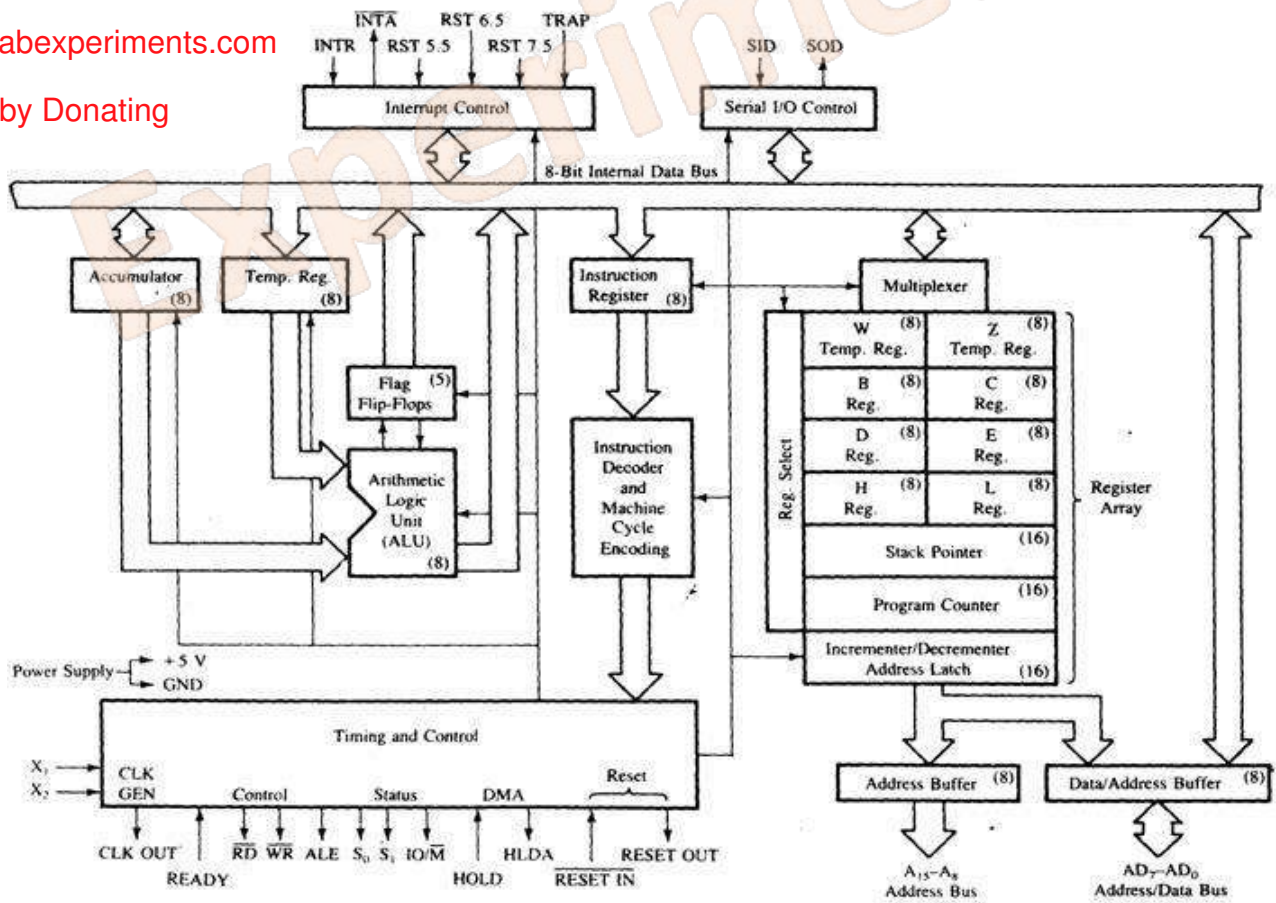 abexperiments.com
by Donating
Experime
INTR
INTA
RST 5.5
RST 6.5
RST 7.5
TRAP
SID
SOD
Interrupt Control
Serial I/O Control
8-Bit Internal Data Bus
Accumulator
(8)
Temp. Reg.
(8)
Instruction
Register
(8)
Multiplexer
Flag
Flip-Flops
(5)
Arithmetic
Logic
Unit
(ALU)
(8)
Instruction
Decoder
and
Machine
Cycle
Encoding
Reg. Select
W (8)
Temp. Reg.
Z (8)
Temp. Reg.
B (8)
Reg.
C (8)
Reg.
D (8)
Reg.
E (8)
Reg.
H (8)
Reg.
L (8)
Reg.
Stack Pointer (16)
Program Counter (16)
Incrementer/Decrementer
Address Latch (16)
Register
Array
Power Supply
+5 V
GND
Timing and Control
X₁
X₂
CLK
GEN
Control
Status
DMA
Reset
CLK OUT
READY
R̅D̅
W̅R̅
ALE
S₀
S₁
IO/M̅
HOLD
HLDA
R̅E̅S̅E̅T̅ I̅N̅
RESET OUT
Address Buffer (8)
Data/Address Buffer (8)
A₁₅–A₈
Address Bus
AD₇–AD₀
Address/Data Bus